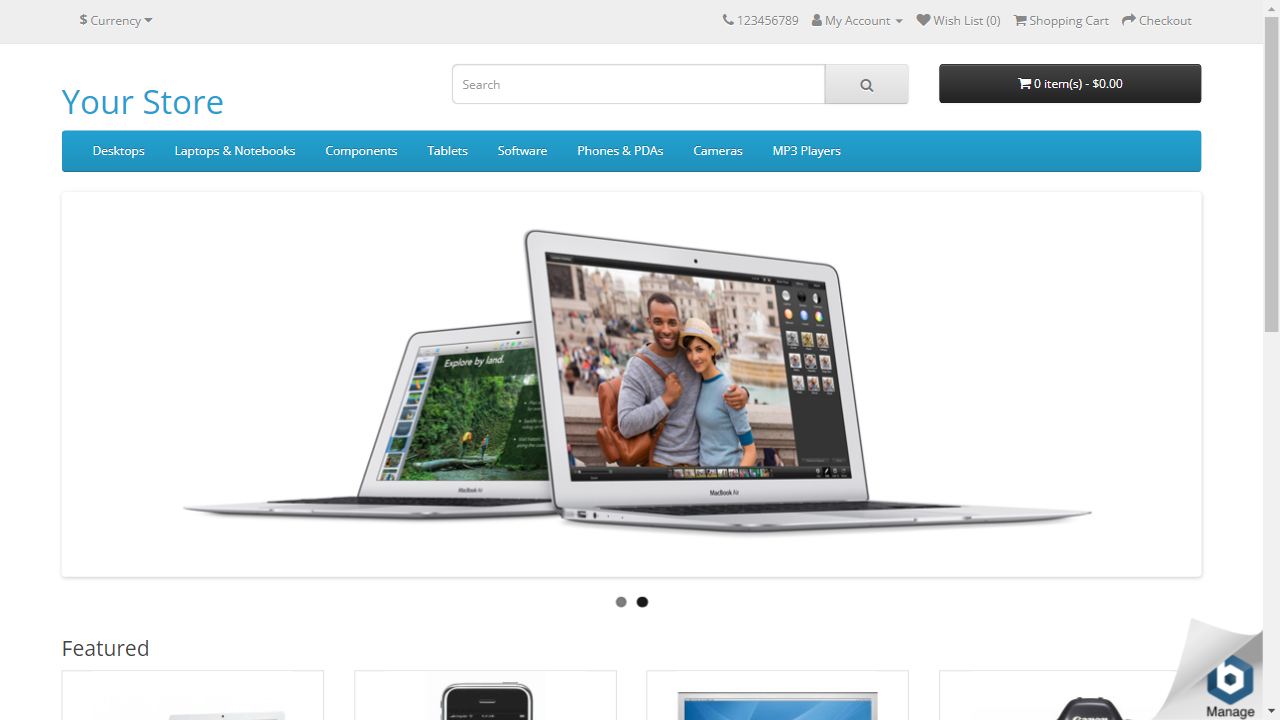 $ Currency
123456789 My Account Wish List (0) Shopping Cart Checkout
Your Store
Search
0 item(s) - $0.00
Desktops Laptops & Notebooks Components Tablets Software Phones & PDAs Cameras MP3 Players
Explore by land.
MacBook Air
MacBook Air
Featured
Canon
Manage